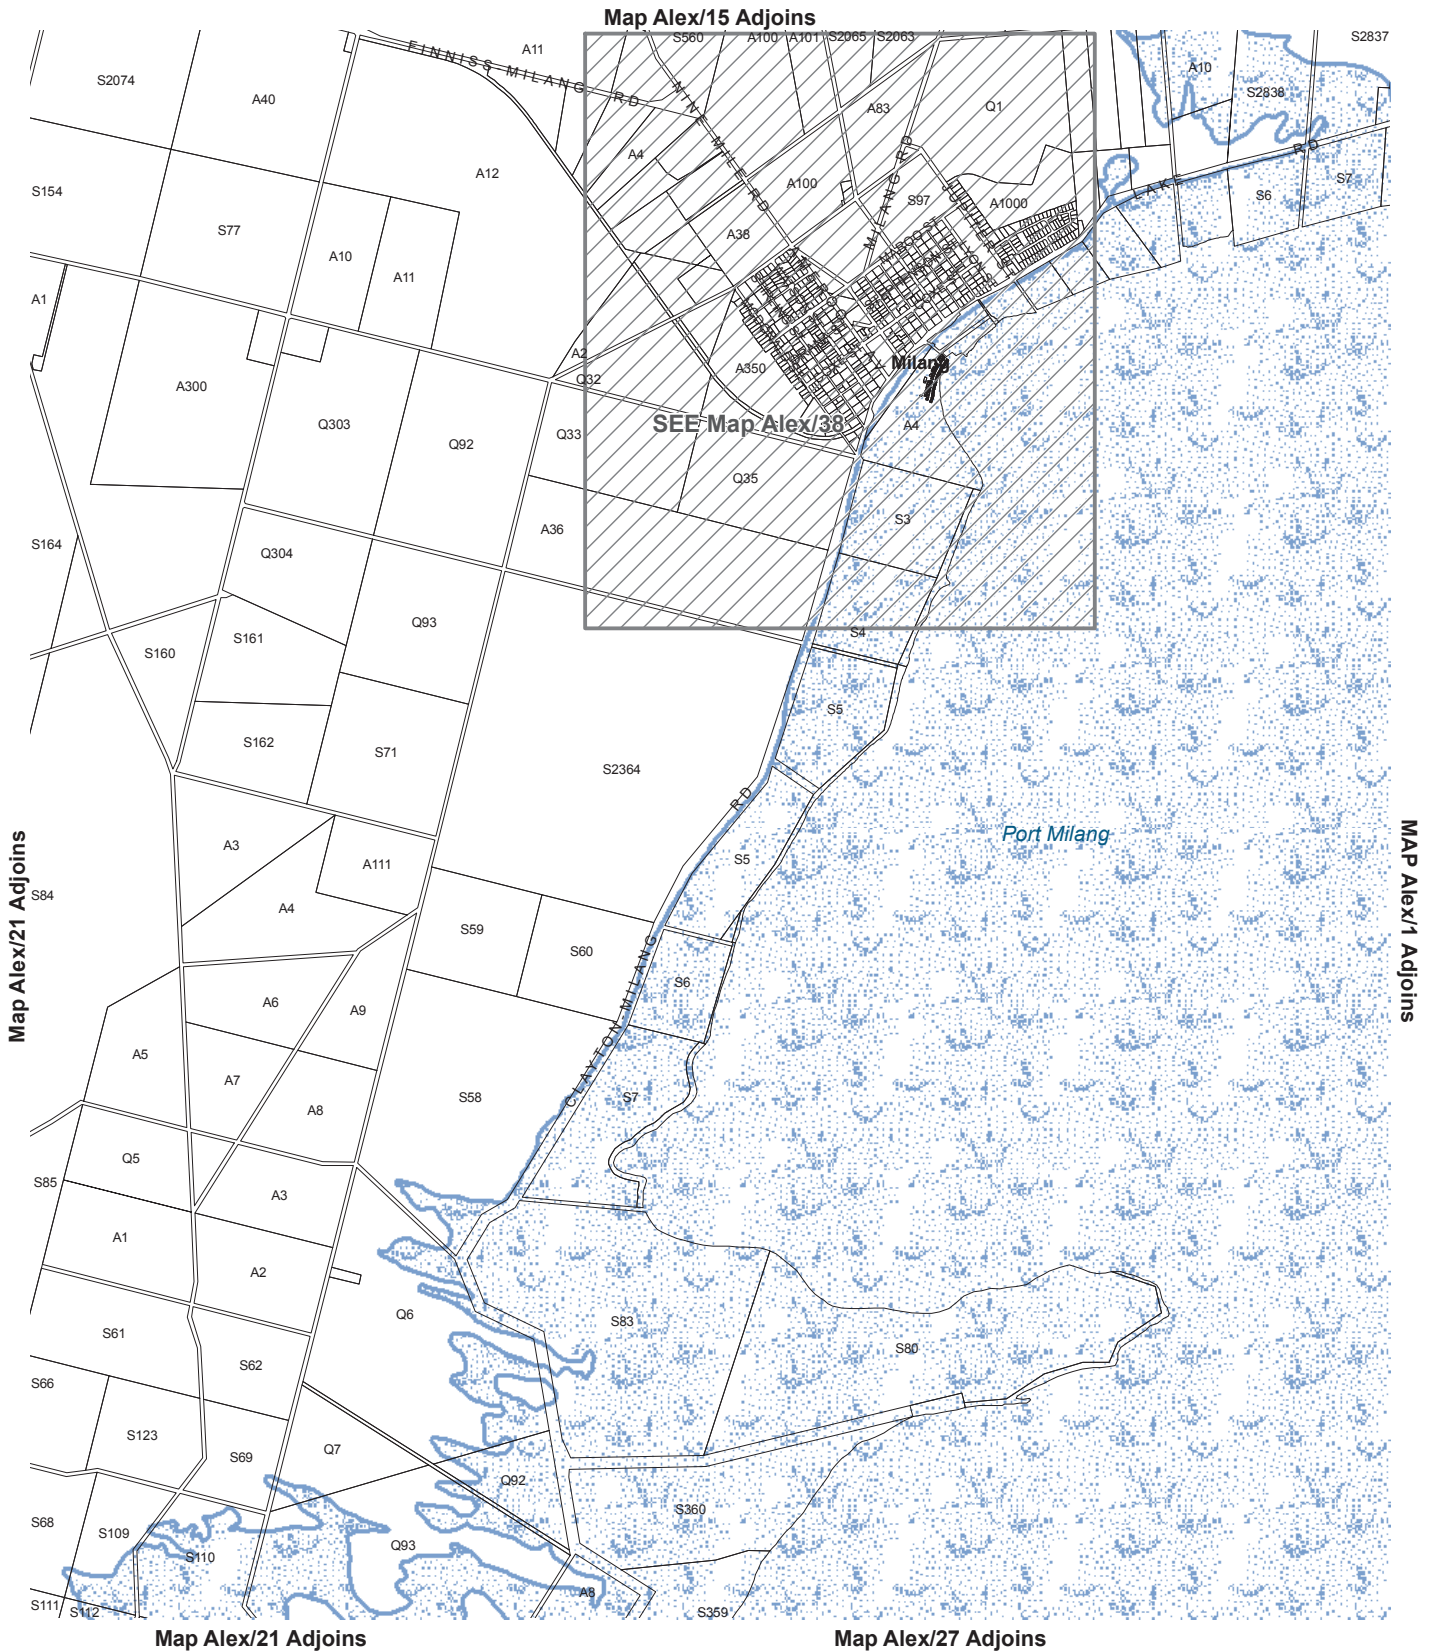 Map Alex/15 Adjoins
S560
A100
A101
S2065
S2063
S2837
FINNISS-MILANG RD
A11
S2074
A40
A10
S2838
NINE MILE RD
A83
Q1
A12
A4
MILANG RD
LAKE RD
S154
S77
A10
A11
A100
S97
A1000
S6
S7
A38
A1
A2
Q32
A350
Milang
A300
Q303
Q92
Q33
SEE Map Alex/38
A4
Q35
A36
S3
S164
Q304
Q93
S161
S160
S4
S162
S71
S2364
S5
RD
Port Milang
A3
A111
S5
MAP Alex/1 Adjoins
Map Alex/21 Adjoins
S84
A4
S59
S60
CLAYTON MILANG
S6
A6
A9
A5
A7
A8
S58
S7
Q5
S85
A3
A1
A2
Q6
S61
S83
S62
S80
S66
S123
S69
Q7
Q92
S68
S109
S360
S110
Q93
A8
S111
S112
S359
Map Alex/21 Adjoins
Map Alex/27 Adjoins